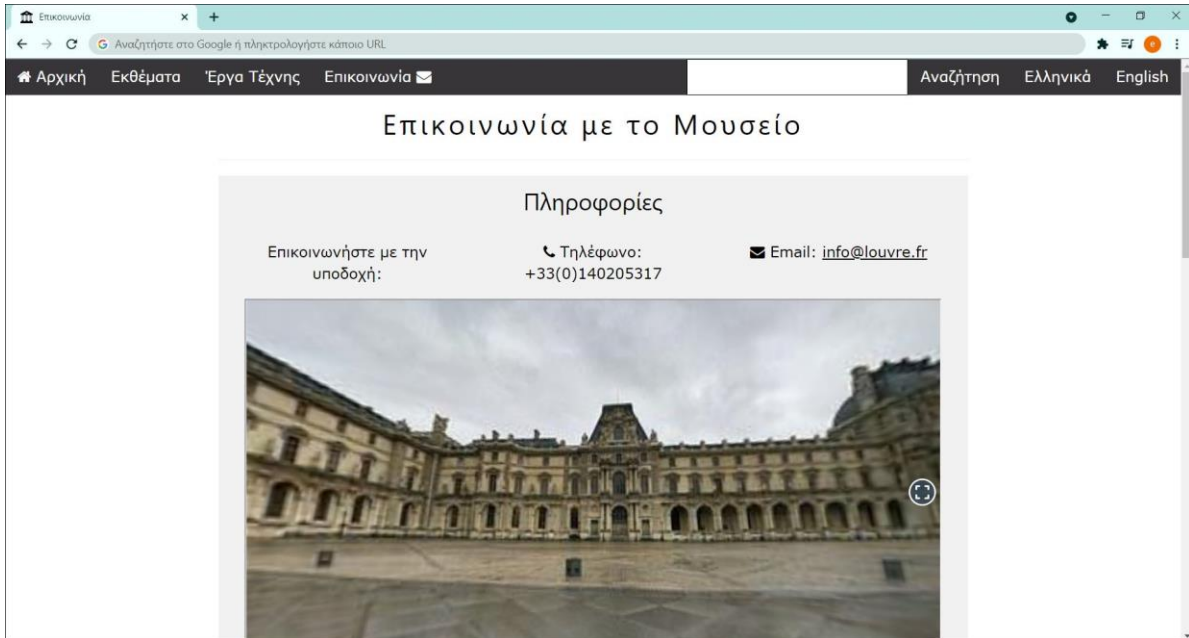 Επικοινωνία
Αναζητήστε στο Google ή πληκτρολογήστε κάποιο URL
e
Αρχική Εκθέματα Έργα Τέχνης Επικοινωνία Αναζήτηση Ελληνικά English
Επικοινωνία με το Μουσείο
Πληροφορίες
Επικοινωνήστε με την
υποδοχή:
Τηλέφωνο:
+33(0)140205317
Email: info@louvre.fr